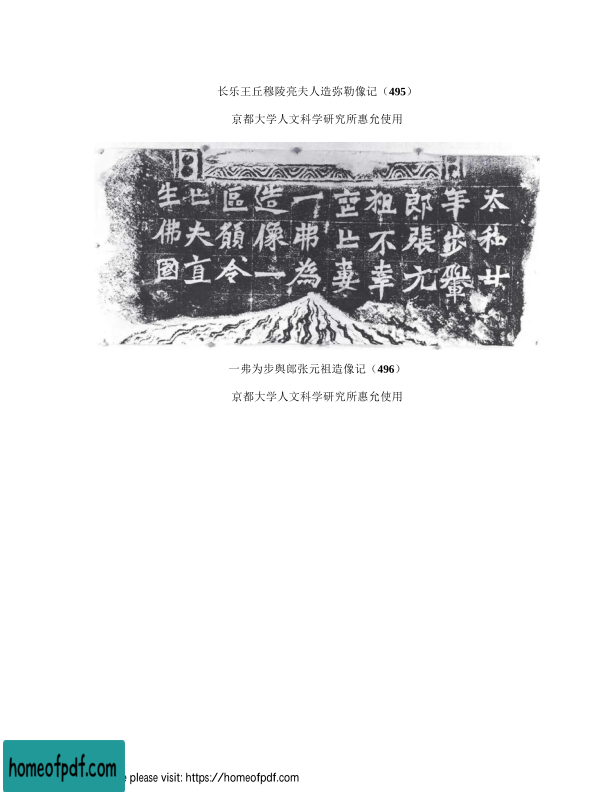 长乐王丘穆陵亮夫人造弥勒像记（495）
京都大学人文科学研究所惠允使用
太和廿
年步轝
郎張元
祖不幸
喪亡妻
一弗為
造像一
區願令
亡夫直
生佛國
一弗为步舆郎张元祖造像记（496）
京都大学人文科学研究所惠允使用
homeofpdf.com
please visit: https://homeofpdf.com